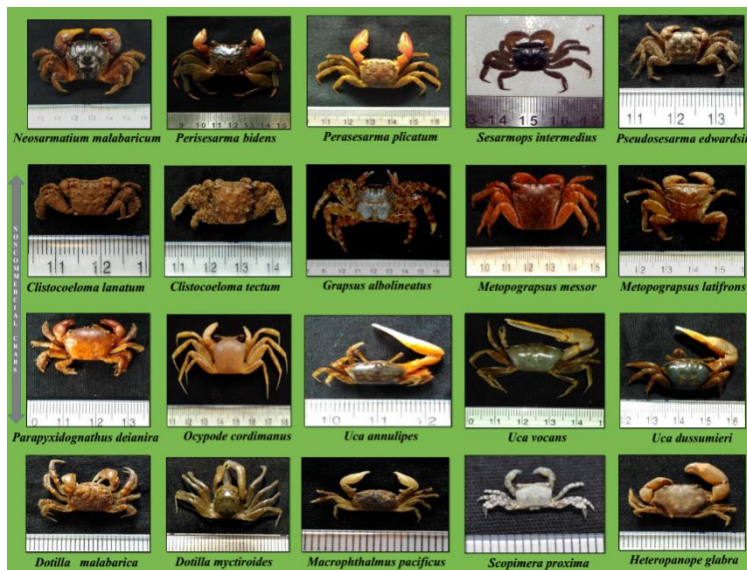 Neosarmatium malabaricum
Perisesarma bidens
Perasesarma plicatum
Sesarmops intermedius
Pseudosesarma edwardsii
NONCOMMERCIAL CRABS
Clistocoeloma lanatum
Clistocoeloma tectum
Grapsus albolineatus
Metopograpsus messor
Metopograpsus latifrons
Parapyxidognathus deianira
Ocypode cordimanus
Uca annulipes
Uca vocans
Uca dussumieri
Dotilla malabarica
Dotilla myctiroides
Macrophthalmus pacificus
Scopimera proxima
Heteropanope glabra